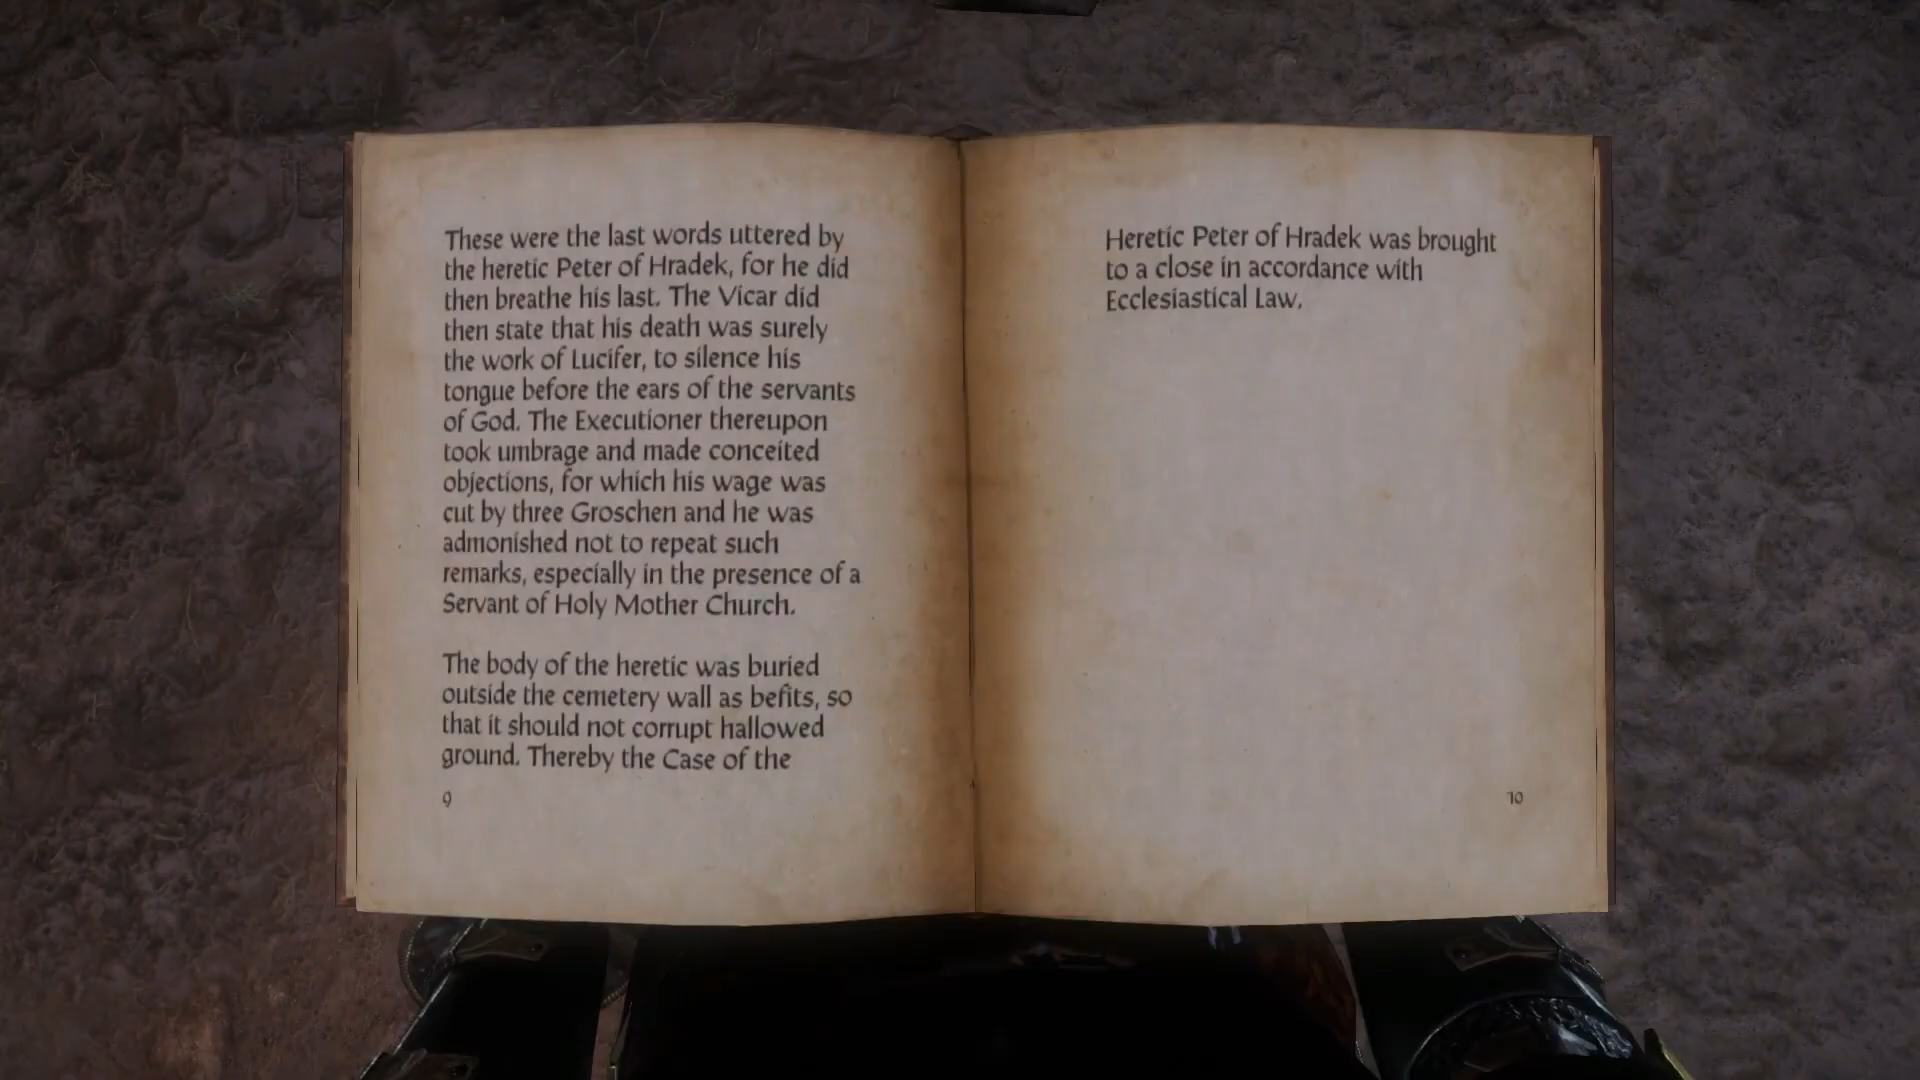 These were the last words uttered by
the heretic Peter of Hradek, for he did
then breathe his last. The Vicar did
then state that his death was surely
the work of Lucifer, to silence his
tongue before the ears of the servants
of God. The Executioner thereupon
took umbrage and made conceited
objections, for which his wage was
cut by three Groschen and he was
admonished not to repeat such
remarks, especially in the presence of a
Servant of Holy Mother Church.
The body of the heretic was buried
outside the cemetery wall as befits, so
that it should not corrupt hallowed
ground. Thereby the Case of the
9
Heretic Peter of Hradek was brought
to a close in accordance with
Ecclesiastical Law.
10